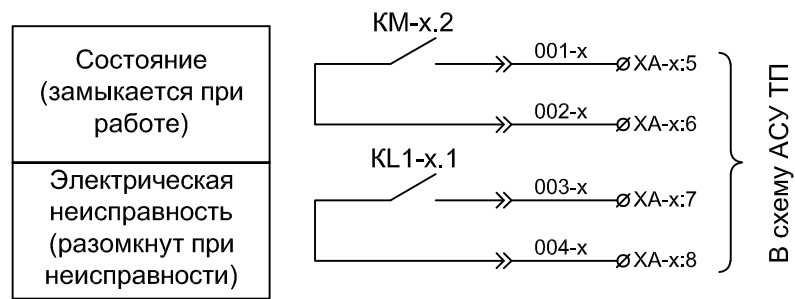 Состояние
(замыкается при
работе)
Электрическая
неисправность
(разомкнут при
неисправности)
КМ-х.2
001-х
ХА-х:5
002-х
ХА-х:6
KL1-х.1
003-х
ХА-х:7
004-х
ХА-х:8
В схему АСУ ТП